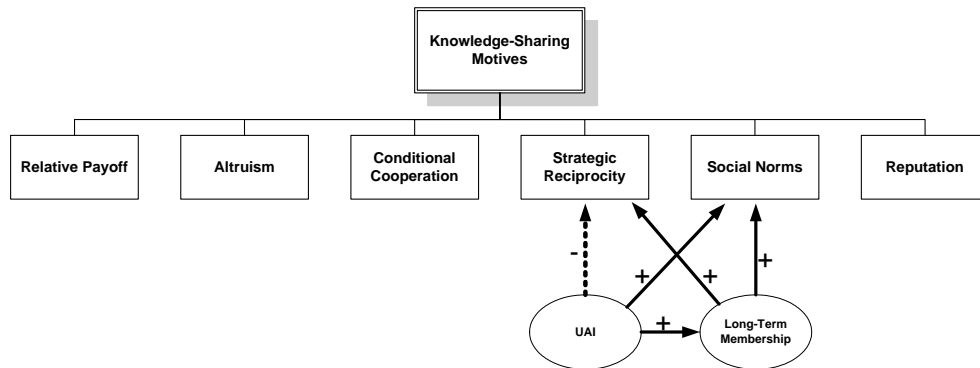 Knowledge-Sharing
Motives
Relative Payoff
Altruism
Conditional
Cooperation
Strategic
Reciprocity
Social Norms
Reputation
-
+
+
+
+
UAI
Long-Term
Membership